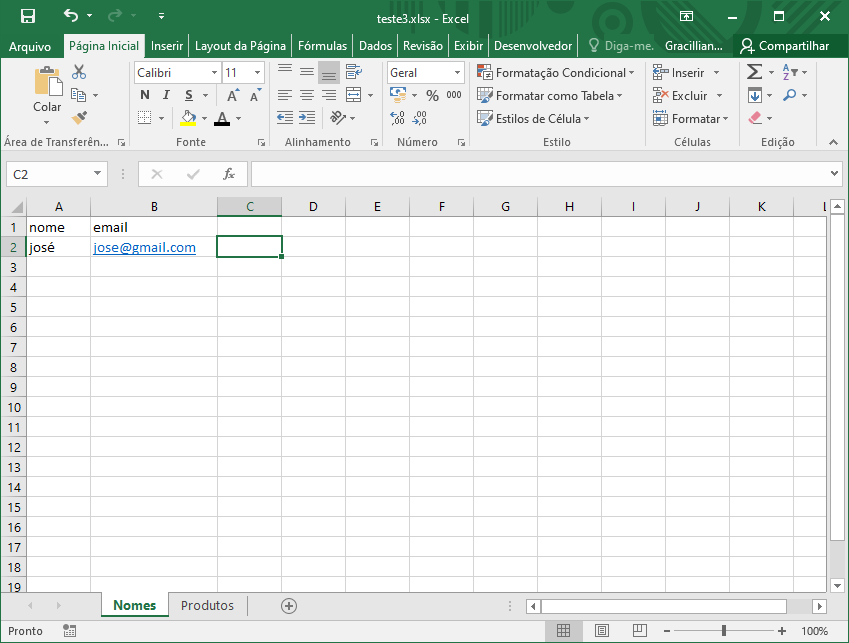 teste3.xlsx - Excel
Arquivo Página Inicial Inserir Layout da Página Fórmulas Dados Revisão Exibir Desenvolvedor Diga-me. Gracillian... Compartilhar
Calibri 11 Geral Formatação Condicional Inserir
Colar N I S A A % 000 Formatar como Tabela Excluir
A ,00 ,00 Estilos de Célula Formatar
Área de Transferên... Fonte Alinhamento Número Estilo Células Edição
C2 fx
A B C D E F G H I J K L
1 nome email
2 josé jose@gmail.com
3
4
5
6
7
8
9
10
11
12
13
14
15
16
17
18
19
Nomes Produtos
Pronto 100%